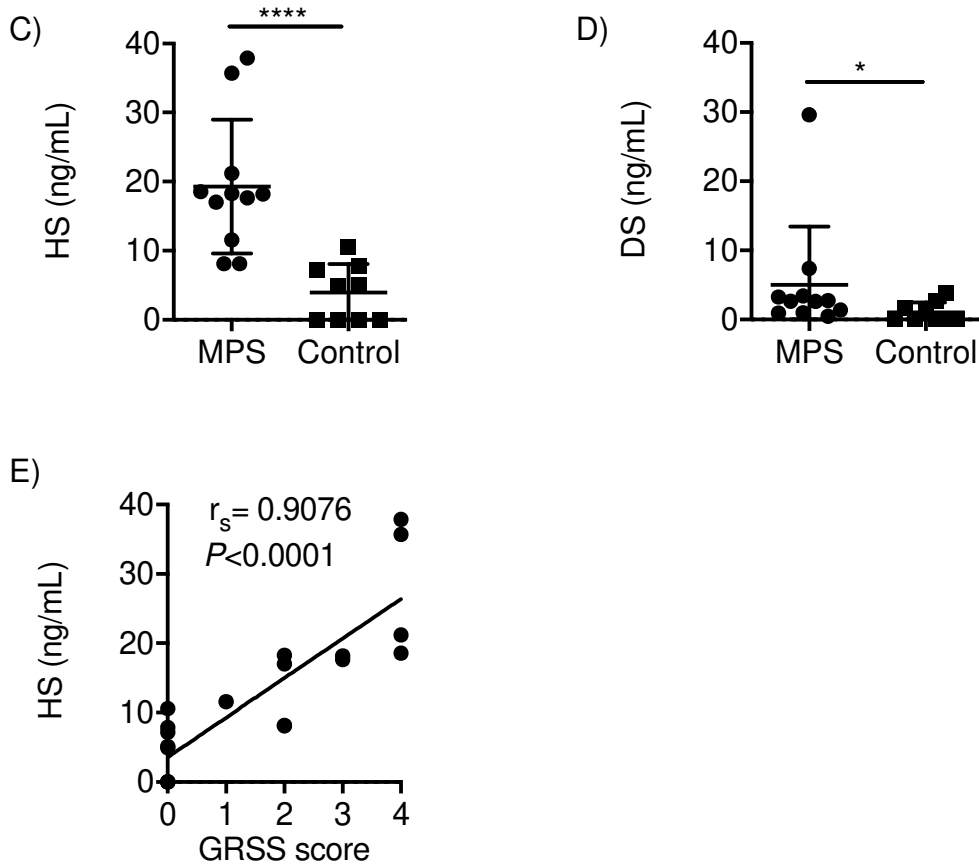 C)
****
HS (ng/mL)
40
30
20
10
0
MPS Control
D)
*
DS (ng/mL)
40
30
20
10
0
MPS Control
E)
rs= 0.9076
P<0.0001
HS (ng/mL)
40
30
20
10
0
0 1 2 3 4
GRSS score